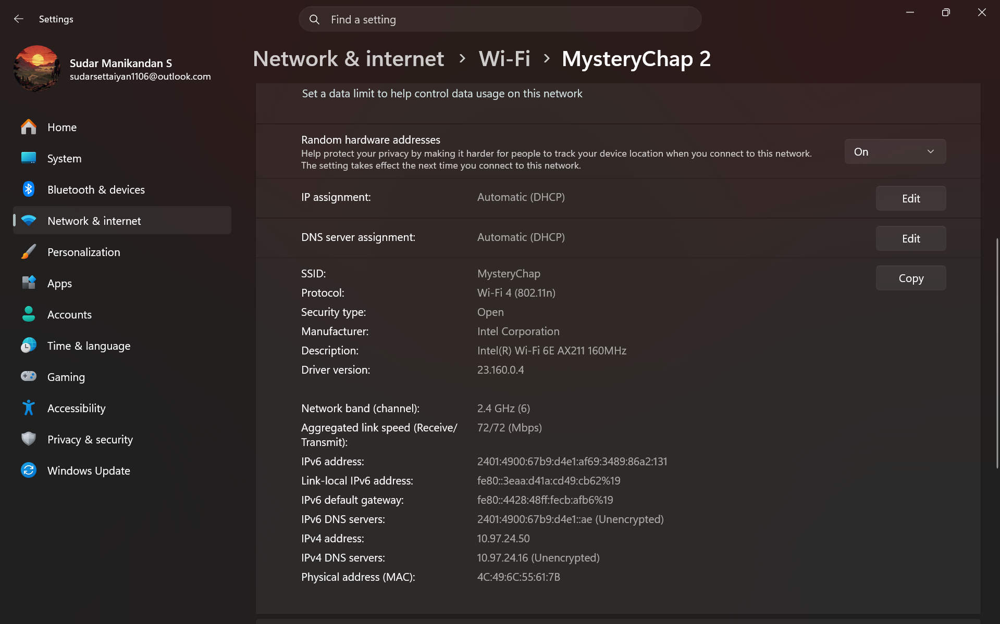 Settings
Find a setting
Sudar Manikandan S
sudarsettaiyan1106@outlook.com
Home
System
Bluetooth & devices
Network & internet
Personalization
Apps
Accounts
Time & language
Gaming
Accessibility
Privacy & security
Windows Update
Network & internet > Wi-Fi > MysteryChap 2
Set a data limit to help control data usage on this network
Random hardware addresses
Help protect your privacy by making it harder for people to track your device location when you connect to this network.
The setting takes effect the next time you connect to this network.
On
IP assignment: Automatic (DHCP) Edit
DNS server assignment: Automatic (DHCP) Edit
SSID: MysteryChap Copy
Protocol: Wi-Fi 4 (802.11n)
Security type: Open
Manufacturer: Intel Corporation
Description: Intel(R) Wi-Fi 6E AX211 160MHz
Driver version: 23.160.0.4
Network band (channel): 2.4 GHz (6)
Aggregated link speed (Receive/ 72/72 (Mbps)
Transmit):
IPv6 address: 2401:4900:67b9:d4e1:af69:3489:86a2:131
Link-local IPv6 address: fe80::3eaa:d41a:cd49:cb62%19
IPv6 default gateway: fe80::4428:48ff:fecb:afb6%19
IPv6 DNS servers: 2401:4900:67b9:d4e1::ae (Unencrypted)
IPv4 address: 10.97.24.50
IPv4 DNS servers: 10.97.24.16 (Unencrypted)
Physical address (MAC): 4C:49:6C:55:61:7B